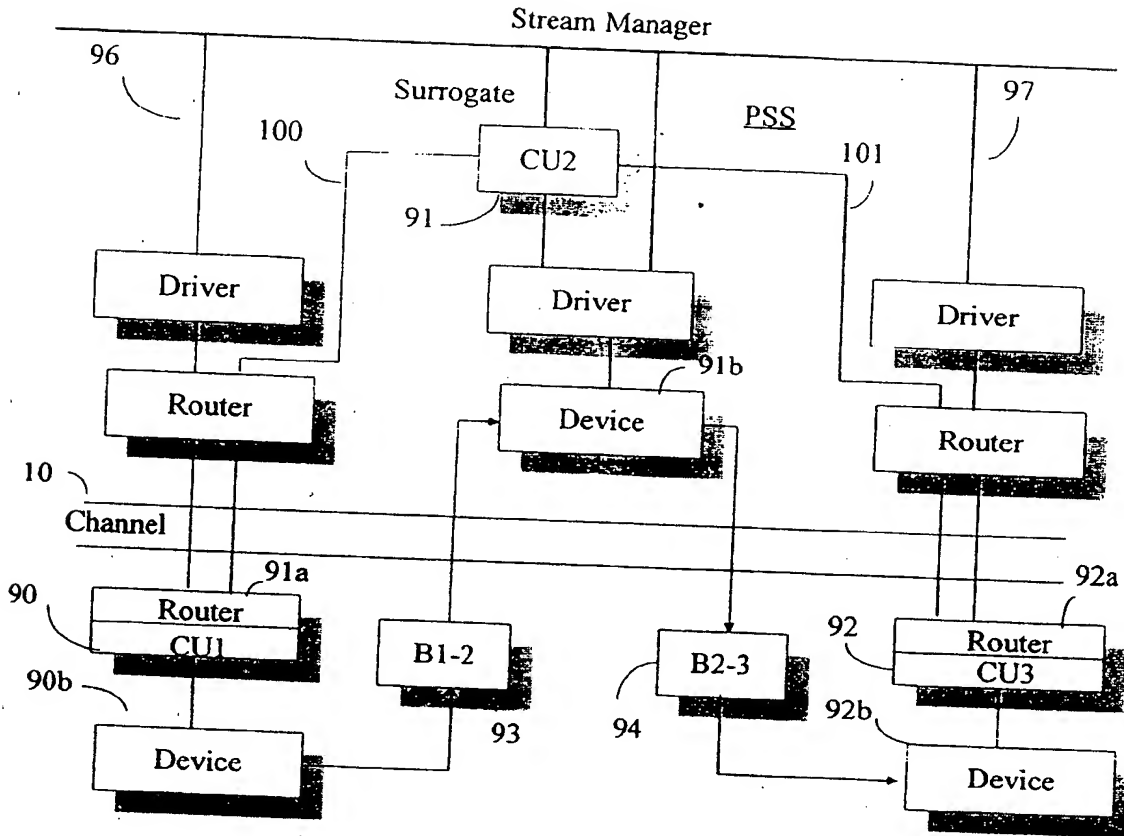 Stream Manager
96
Surrogate
PSS
97
100
CU2
101
91
Driver
Driver
Driver
91b
Router
Device
Router
10
Channel
91a
92a
90
Router
CU1
B1-2
B2-3
92
Router
CU3
90b
93
94
92b
Device
Device